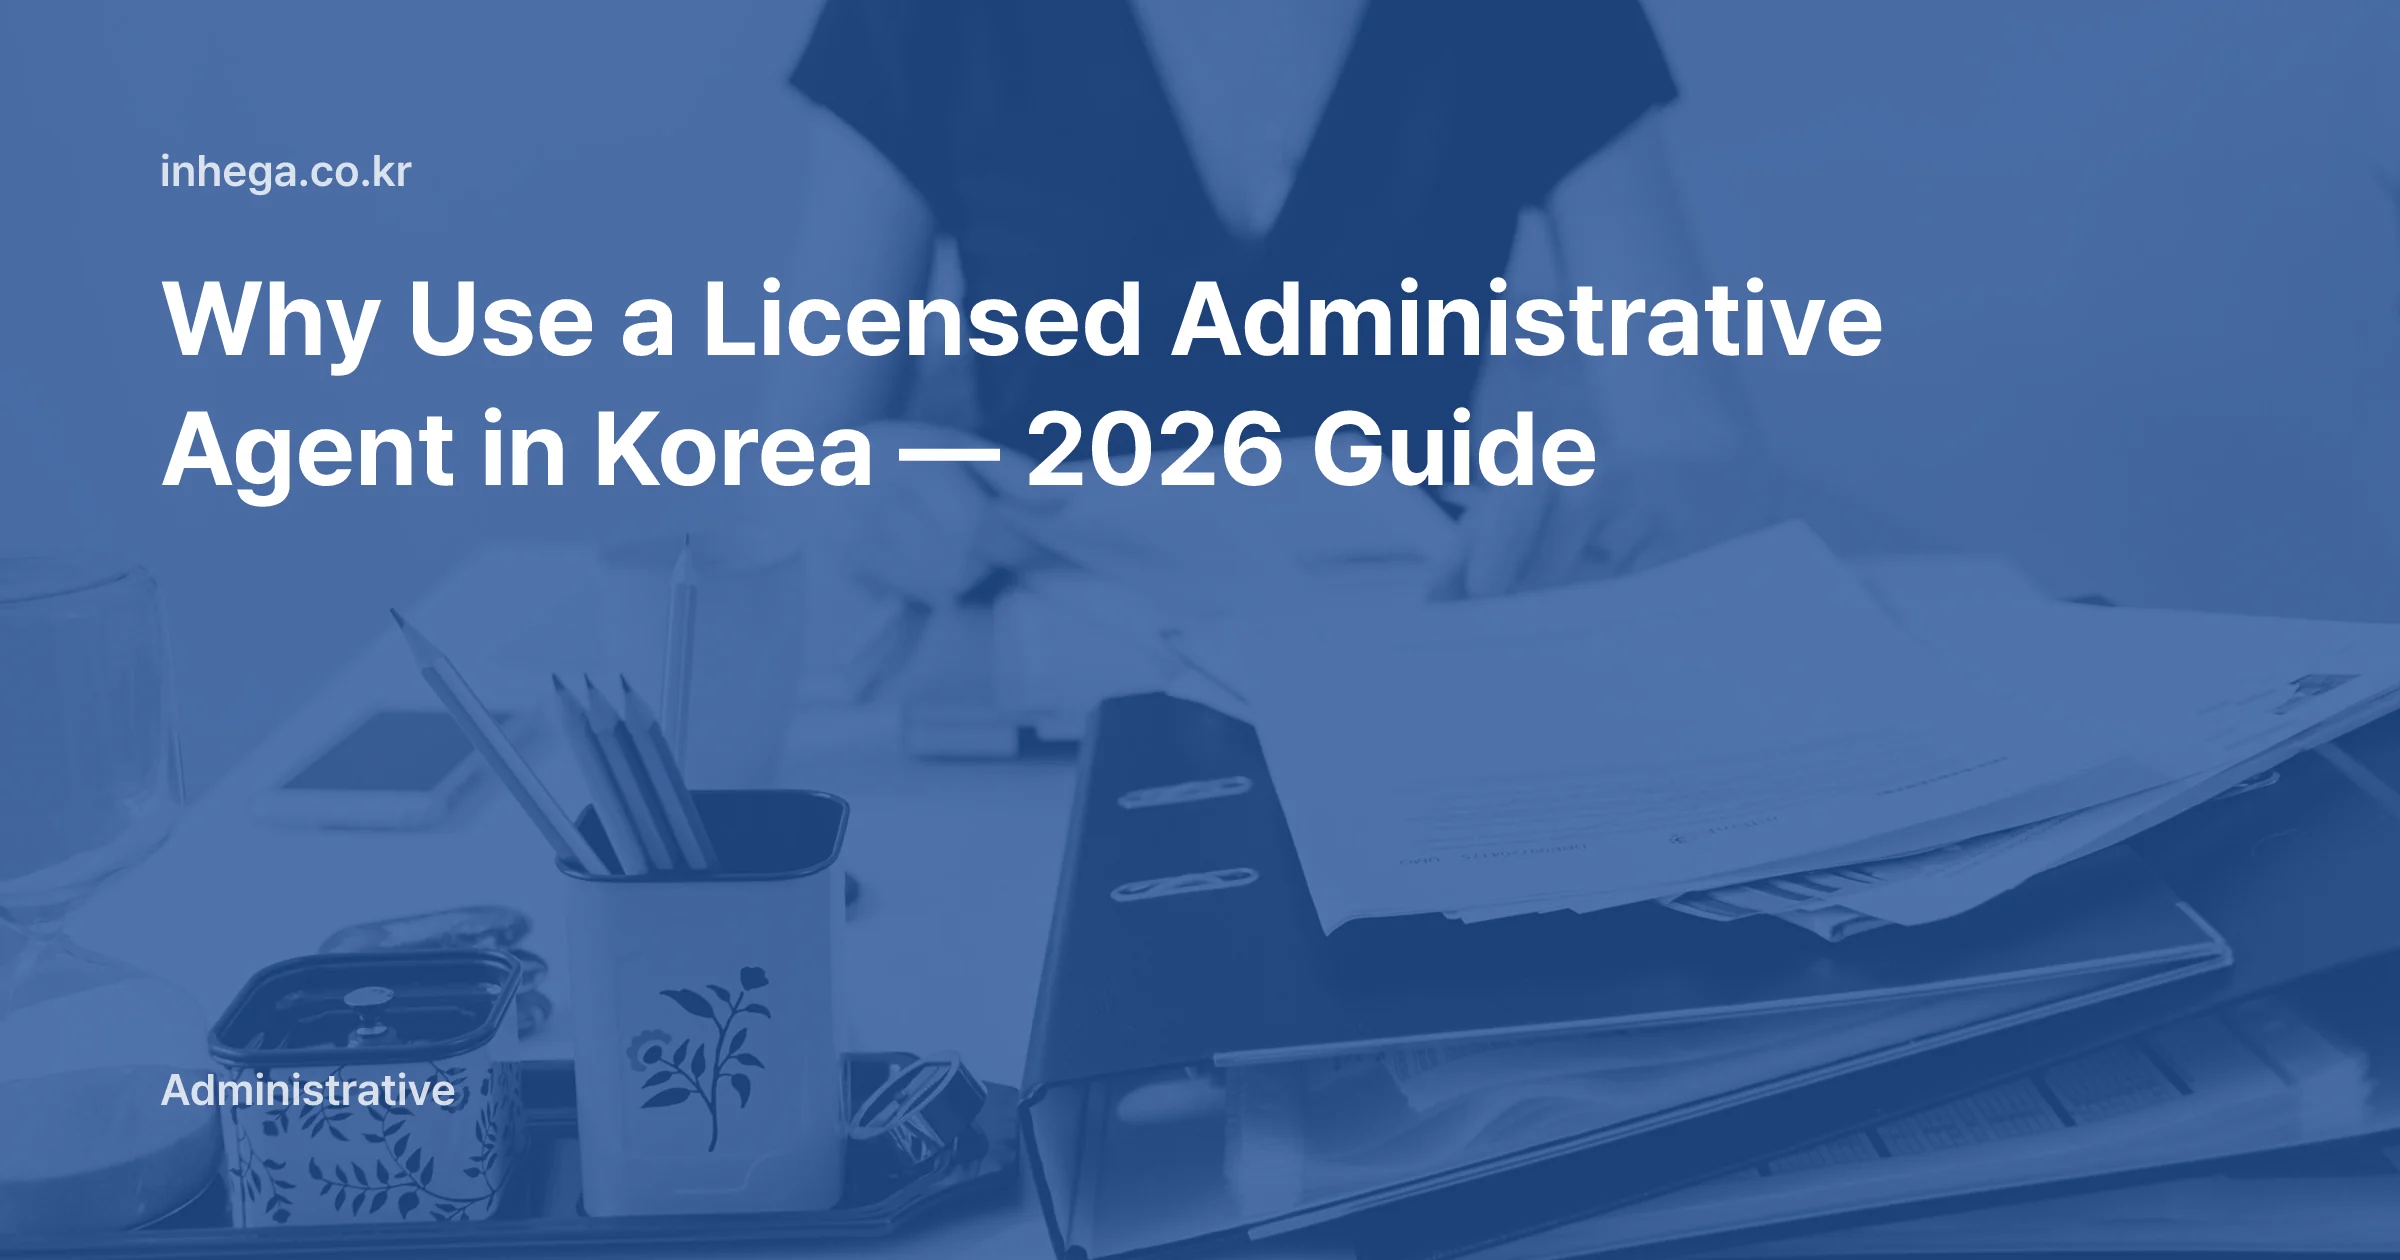 inhega.co.kr
Why Use a Licensed Administrative
Agent in Korea — 2026 Guide
Administrative